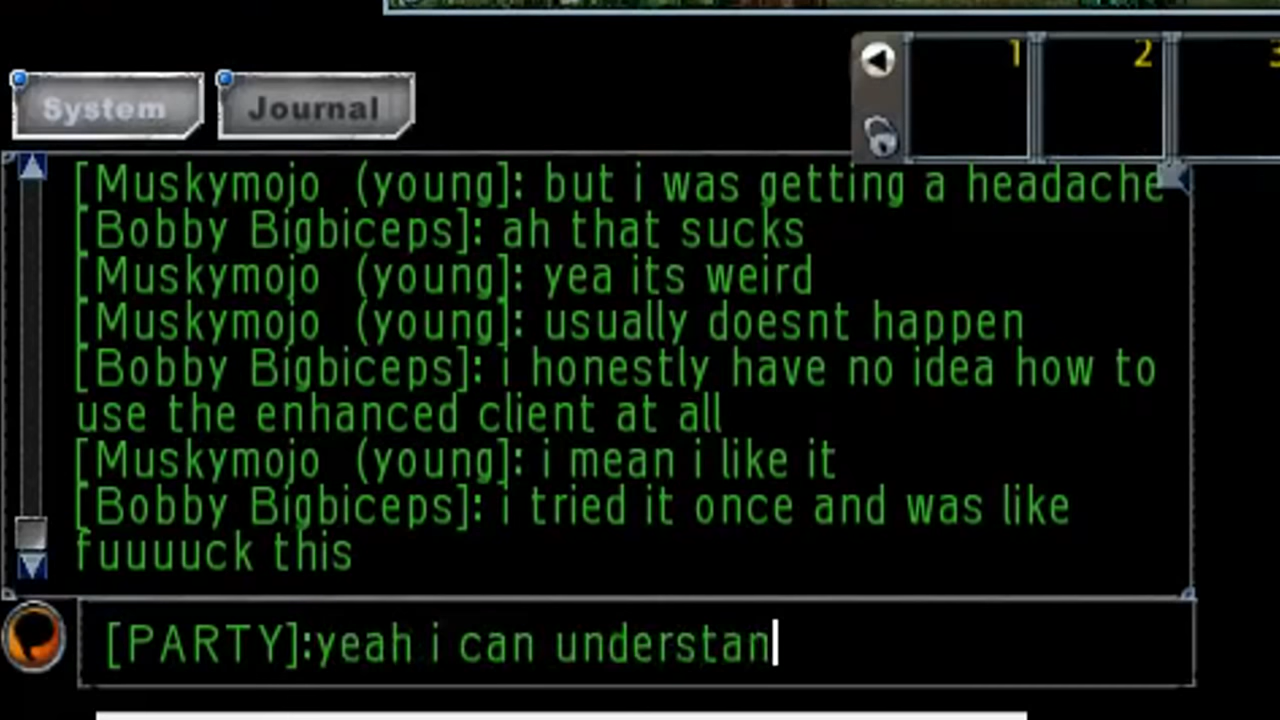 1 2 3
System Journal
[Muskymojo (young]: but i was getting a headache
[Bobby Bigbiceps]: ah that sucks
[Muskymojo (young]: yea its weird
[Muskymojo (young]: usually doesnt happen
[Bobby Bigbiceps]: i honestly have no idea how to
use the enhanced client at all
[Muskymojo (young]: i mean i like it
[Bobby Bigbiceps]: i tried it once and was like
fuuuuck this
[PARTY]:yeah i can understan